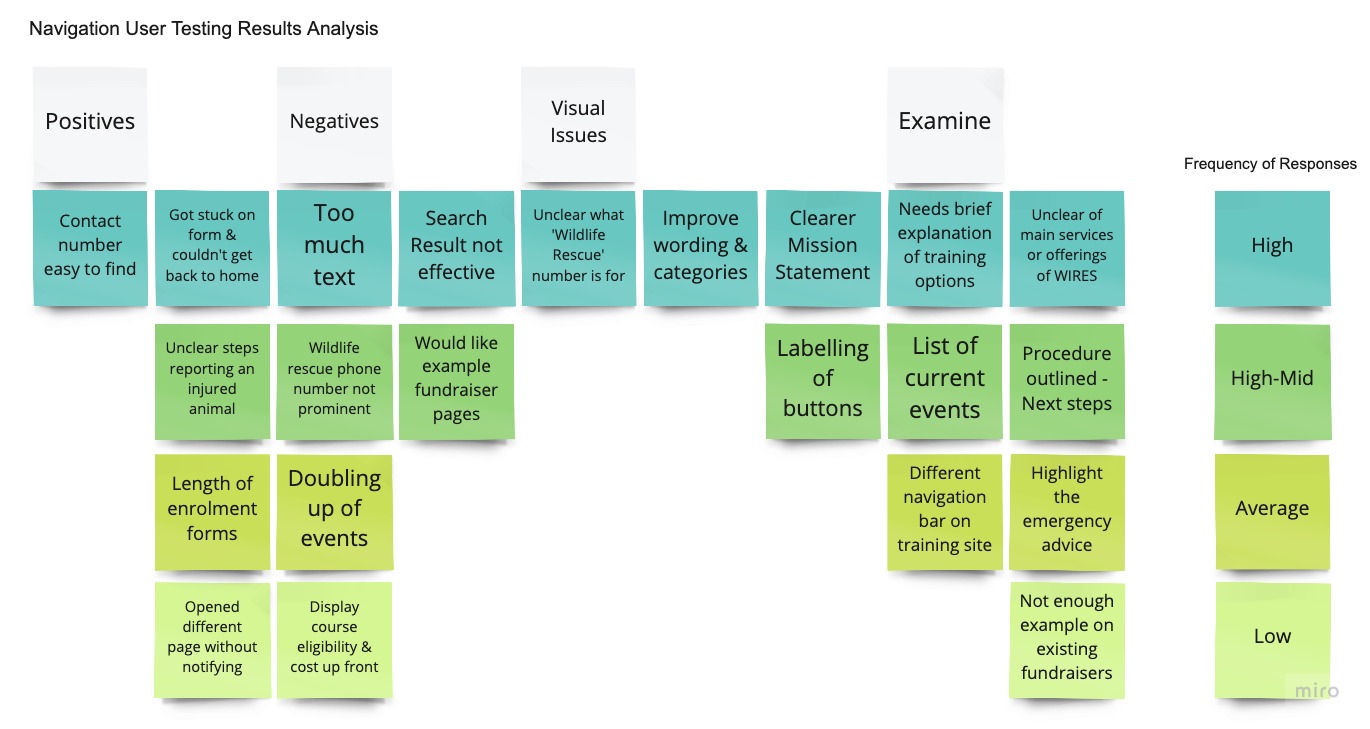 Navigation User Testing Results Analysis
Positives
Negatives
Visual
Issues
Examine
Frequency of Responses
Contact
number
easy to find
Got stuck on
form &
couldn't get
back to home
Too
much
text
Search
Result not
effective
Unclear what
'Wildlife
Rescue'
number is for
Improve
wording &
categories
Clearer
Mission
Statement
Needs brief
explanation
of training
options
Unclear of
main services
or offerings
of WIRES
High
Unclear steps
reporting an
injured
animal
Wildlife
rescue phone
number not
prominent
Would like
example
fundraiser
pages
Labelling
of
buttons
List of
current
events
Procedure
outlined -
Next steps
High-Mid
Length of
enrolment
forms
Doubling
up of
events
Different
navigation
bar on
training site
Highlight
the
emergency
advice
Average
Opened
different
page without
notifying
Display
course
eligibility &
cost up front
Not enough
example on
existing
fundraisers
Low
miro